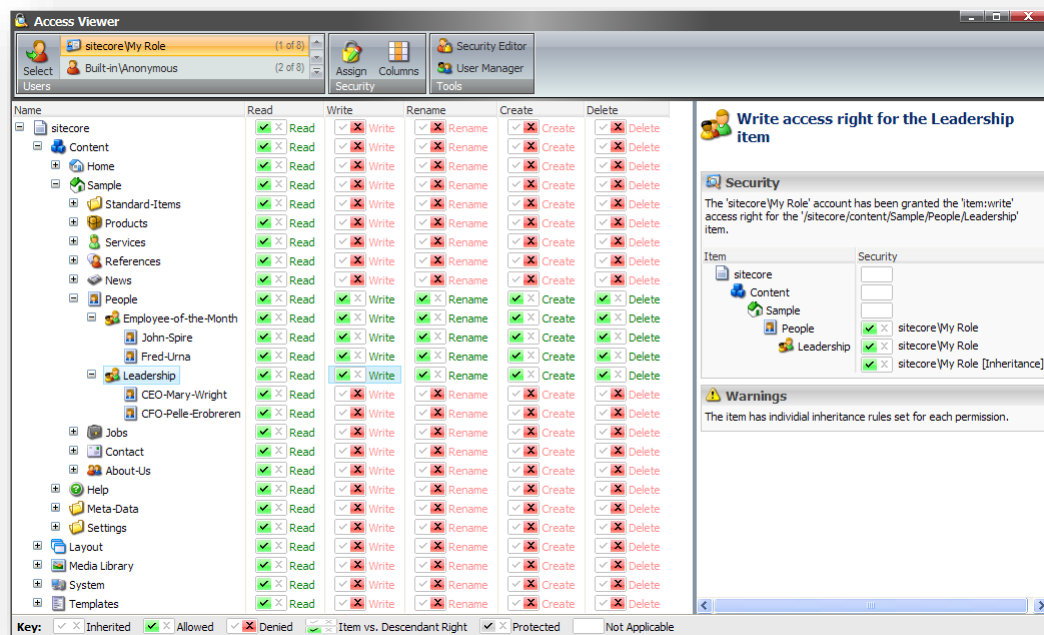 Access Viewer
sitecore\My Role (1 of 8)
Built-in\Anonymous (2 of 8)
Select
Users
Assign Columns
Security
Security Editor
User Manager
Tools
Name Read Write Rename Create Delete
sitecore Read Write Rename Create Delete
Content Read Write Rename Create Delete
Home Read Write Rename Create Delete
Sample Read Write Rename Create Delete
Standard-Items Read Write Rename Create Delete
Products Read Write Rename Create Delete
Services Read Write Rename Create Delete
References Read Write Rename Create Delete
News Read Write Rename Create Delete
People Read Write Rename Create Delete
Employee-of-the-Month Read Write Rename Create Delete
John-Spire Read Write Rename Create Delete
Fred-Urna Read Write Rename Create Delete
Leadership Read Write Rename Create Delete
CEO-Mary-Wright Read Write Rename Create Delete
CFO-Pelle-Erobreren Read Write Rename Create Delete
Jobs Read Write Rename Create Delete
Contact Read Write Rename Create Delete
About-Us Read Write Rename Create Delete
Help Read Write Rename Create Delete
Meta-Data Read Write Rename Create Delete
Settings Read Write Rename Create Delete
Layout Read Write Rename Create Delete
Media Library Read Write Rename Create Delete
System Read Write Rename Create Delete
Templates Read Write Rename Create Delete
Write access right for the Leadership
item
Security
The 'sitecore\My Role' account has been granted the 'item:write'
access right for the '/sitecore/content/Sample/People/Leadership'
item.
Item Security
sitecore
Content
Sample
People sitecore\My Role
Leadership sitecore\My Role
sitecore\My Role [Inheritance]
Warnings
The item has individial inheritance rules set for each permission.
Key: Inherited Allowed Denied Item vs. Descendant Right Protected Not Applicable